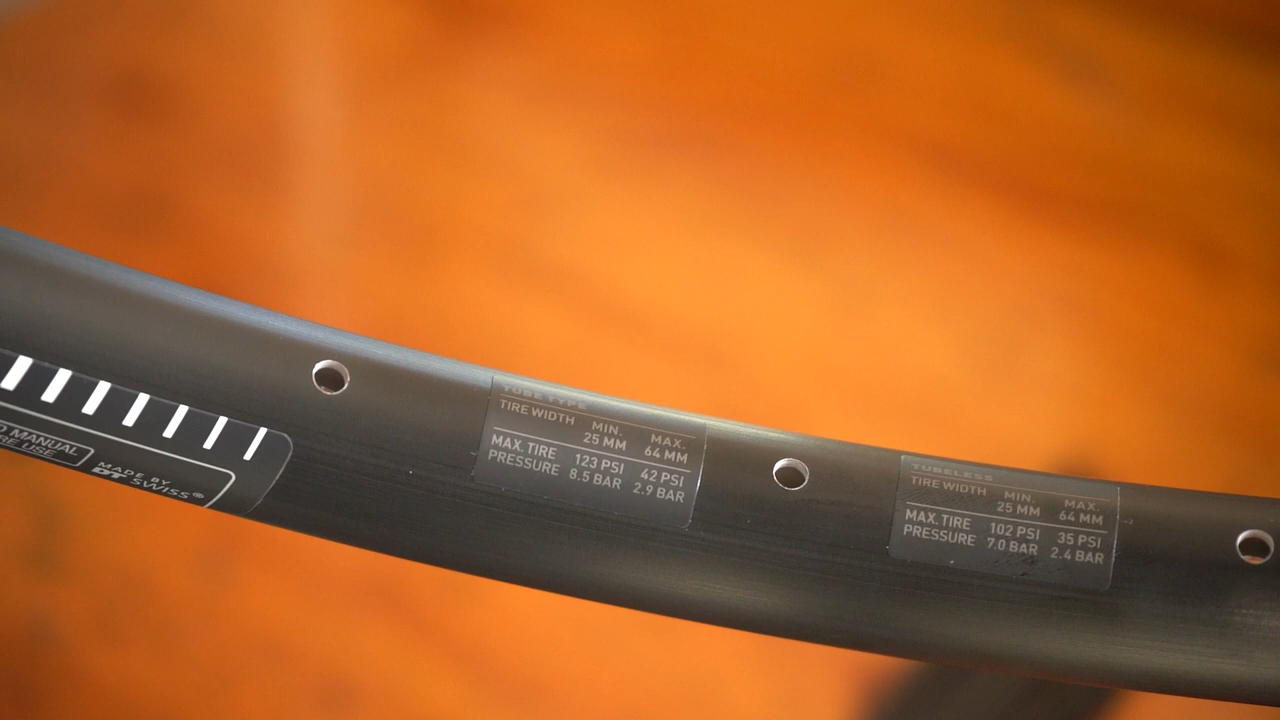 D MANUAL
RE USE
MADE BY
DT SWISS®
TUBE TYPE
TIRE WIDTH MIN. MAX.
25 MM 64 MM
MAX. TIRE 123 PSI 42 PSI
PRESSURE 8.5 BAR 2.9 BAR
TUBELESS
TIRE WIDTH MIN. MAX.
25 MM 64 MM
MAX. TIRE 102 PSI 35 PSI
PRESSURE 7.0 BAR 2.4 BAR